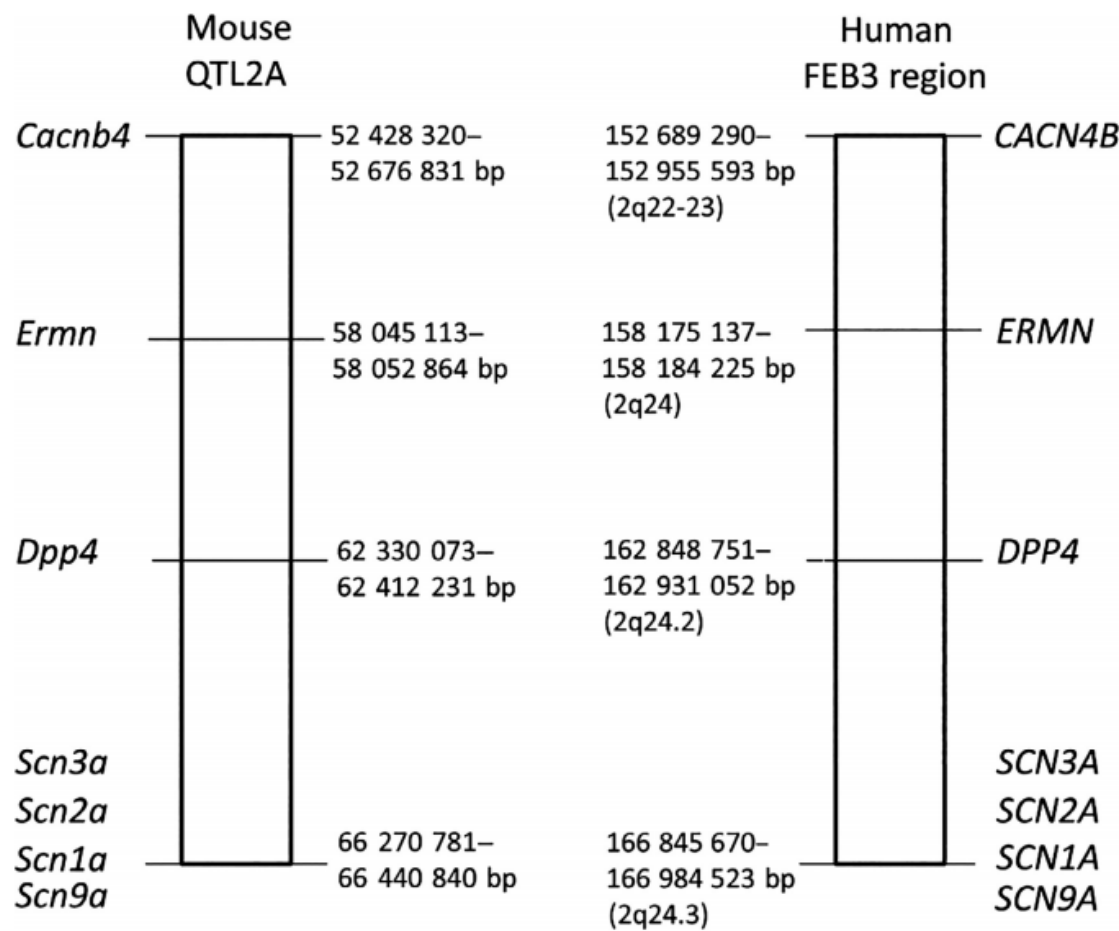 Mouse
QTL2A
Human
FEB3 region
Cacnb4
52 428 320–
52 676 831 bp
152 689 290–
152 955 593 bp
(2q22-23)
CACN4B
Ermn
58 045 113–
58 052 864 bp
158 175 137–
158 184 225 bp
(2q24)
ERMN
Dpp4
62 330 073–
62 412 231 bp
162 848 751–
162 931 052 bp
(2q24.2)
DPP4
Scn3a
Scn2a
Scn1a
Scn9a
66 270 781–
66 440 840 bp
166 845 670–
166 984 523 bp
(2q24.3)
SCN3A
SCN2A
SCN1A
SCN9A